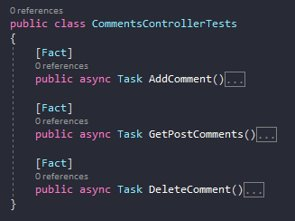 0 references
public class CommentsControllerTests
{
[Fact]
0 references
public async Task AddComment()...
[Fact]
0 references
public async Task GetPostComments()...
[Fact]
0 references
public async Task DeleteComment()...
}